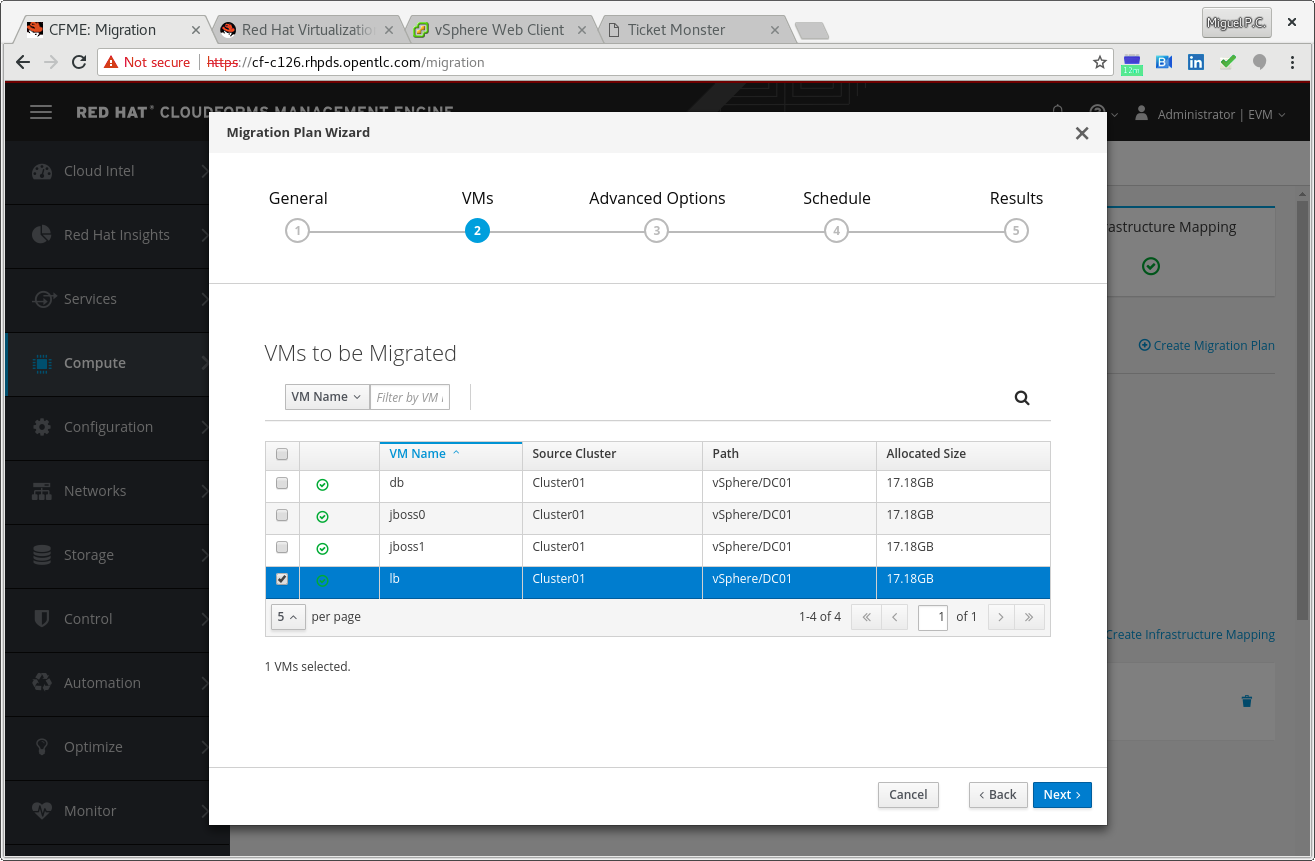 CFME: Migration
Red Hat Virtualizatio
vSphere Web Client
Ticket Monster
Miguel P.C.
Not secure
https://cf-c126.rhpds.opentlc.com/migration
RED HAT® CLOUDFORMS MANAGEMENT ENGINE
Administrator | EVM
Cloud Intel
Red Hat Insights
Services
Compute
Configuration
Networks
Storage
Control
Automation
Optimize
Monitor
astructure Mapping
Create Migration Plan
Create Infrastructure Mapping
Migration Plan Wizard
General VMs Advanced Options Schedule Results
1 2 3 4 5
VMs to be Migrated
VM Name Filter by VM
VM Name Source Cluster Path Allocated Size
db Cluster01 vSphere/DC01 17.18GB
jboss0 Cluster01 vSphere/DC01 17.18GB
jboss1 Cluster01 vSphere/DC01 17.18GB
lb Cluster01 vSphere/DC01 17.18GB
5 per page 1-4 of 4 « ‹ 1 of 1 › »
1 VMs selected.
Cancel ‹ Back Next ›